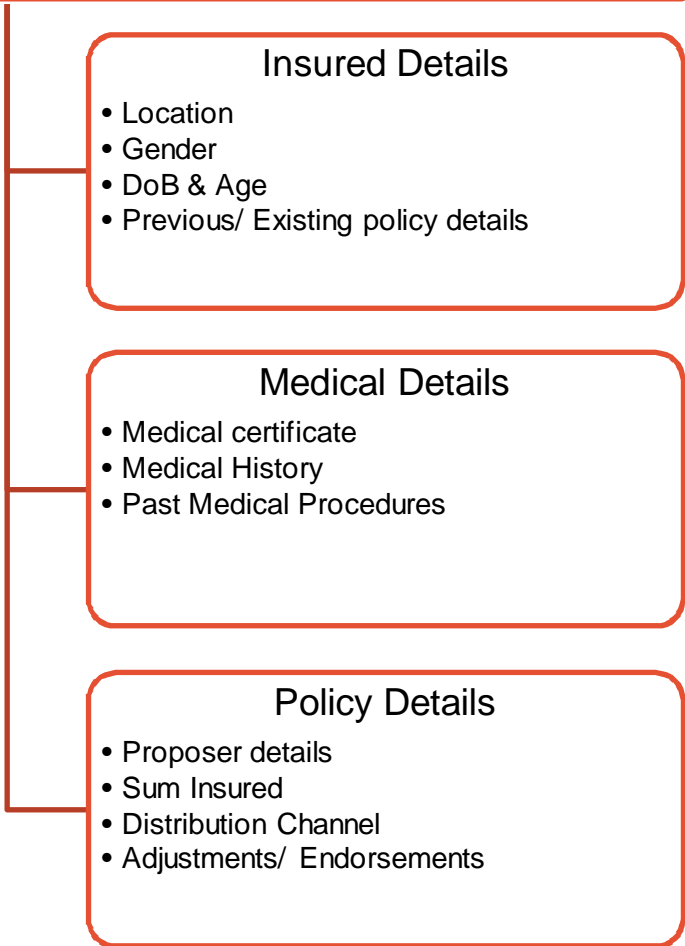 Insured Details
• Location
• Gender
• DoB & Age
• Previous/ Existing policy details
Medical Details
• Medical certificate
• Medical History
• Past Medical Procedures
Policy Details
• Proposer details
• Sum Insured
• Distribution Channel
• Adjustments/ Endorsements